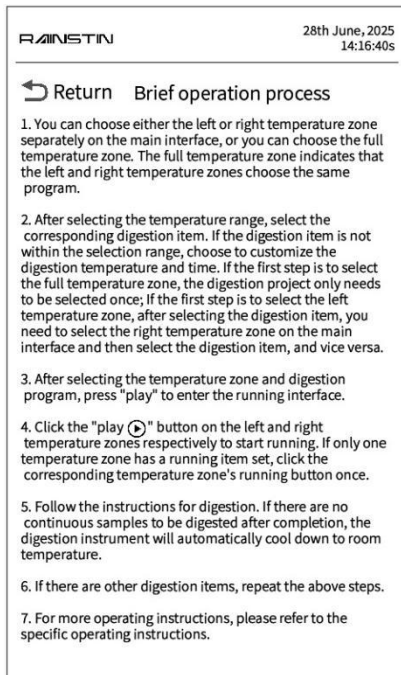 RAINISTIN
28th June, 2025
14:16:40s
Return Brief operation process
1. You can choose either the left or right temperature zone
separately on the main interface, or you can choose the full
temperature zone. The full temperature zone indicates that
the left and right temperature zones choose the same
program.
2. After selecting the temperature range, select the
corresponding digestion item. If the digestion item is not
within the selection range, choose to customize the
digestion temperature and time. If the first step is to select
the full temperature zone, the digestion project only needs
to be selected once; If the first step is to select the left
temperature zone, after selecting the digestion item, you
need to select the right temperature zone on the main
interface and then select the digestion item, and vice versa.
3. After selecting the temperature zone and digestion
program, press "play" to enter the running interface.
4. Click the "play " button on the left and right
temperature zones respectively to start running. If only one
temperature zone has a running item set, click the
corresponding temperature zone's running button once.
5. Follow the instructions for digestion. If there are no
continuous samples to be digested after completion, the
digestion instrument will automatically cool down to room
temperature.
6. If there are other digestion items, repeat the above steps.
7. For more operating instructions, please refer to the
specific operating instructions.